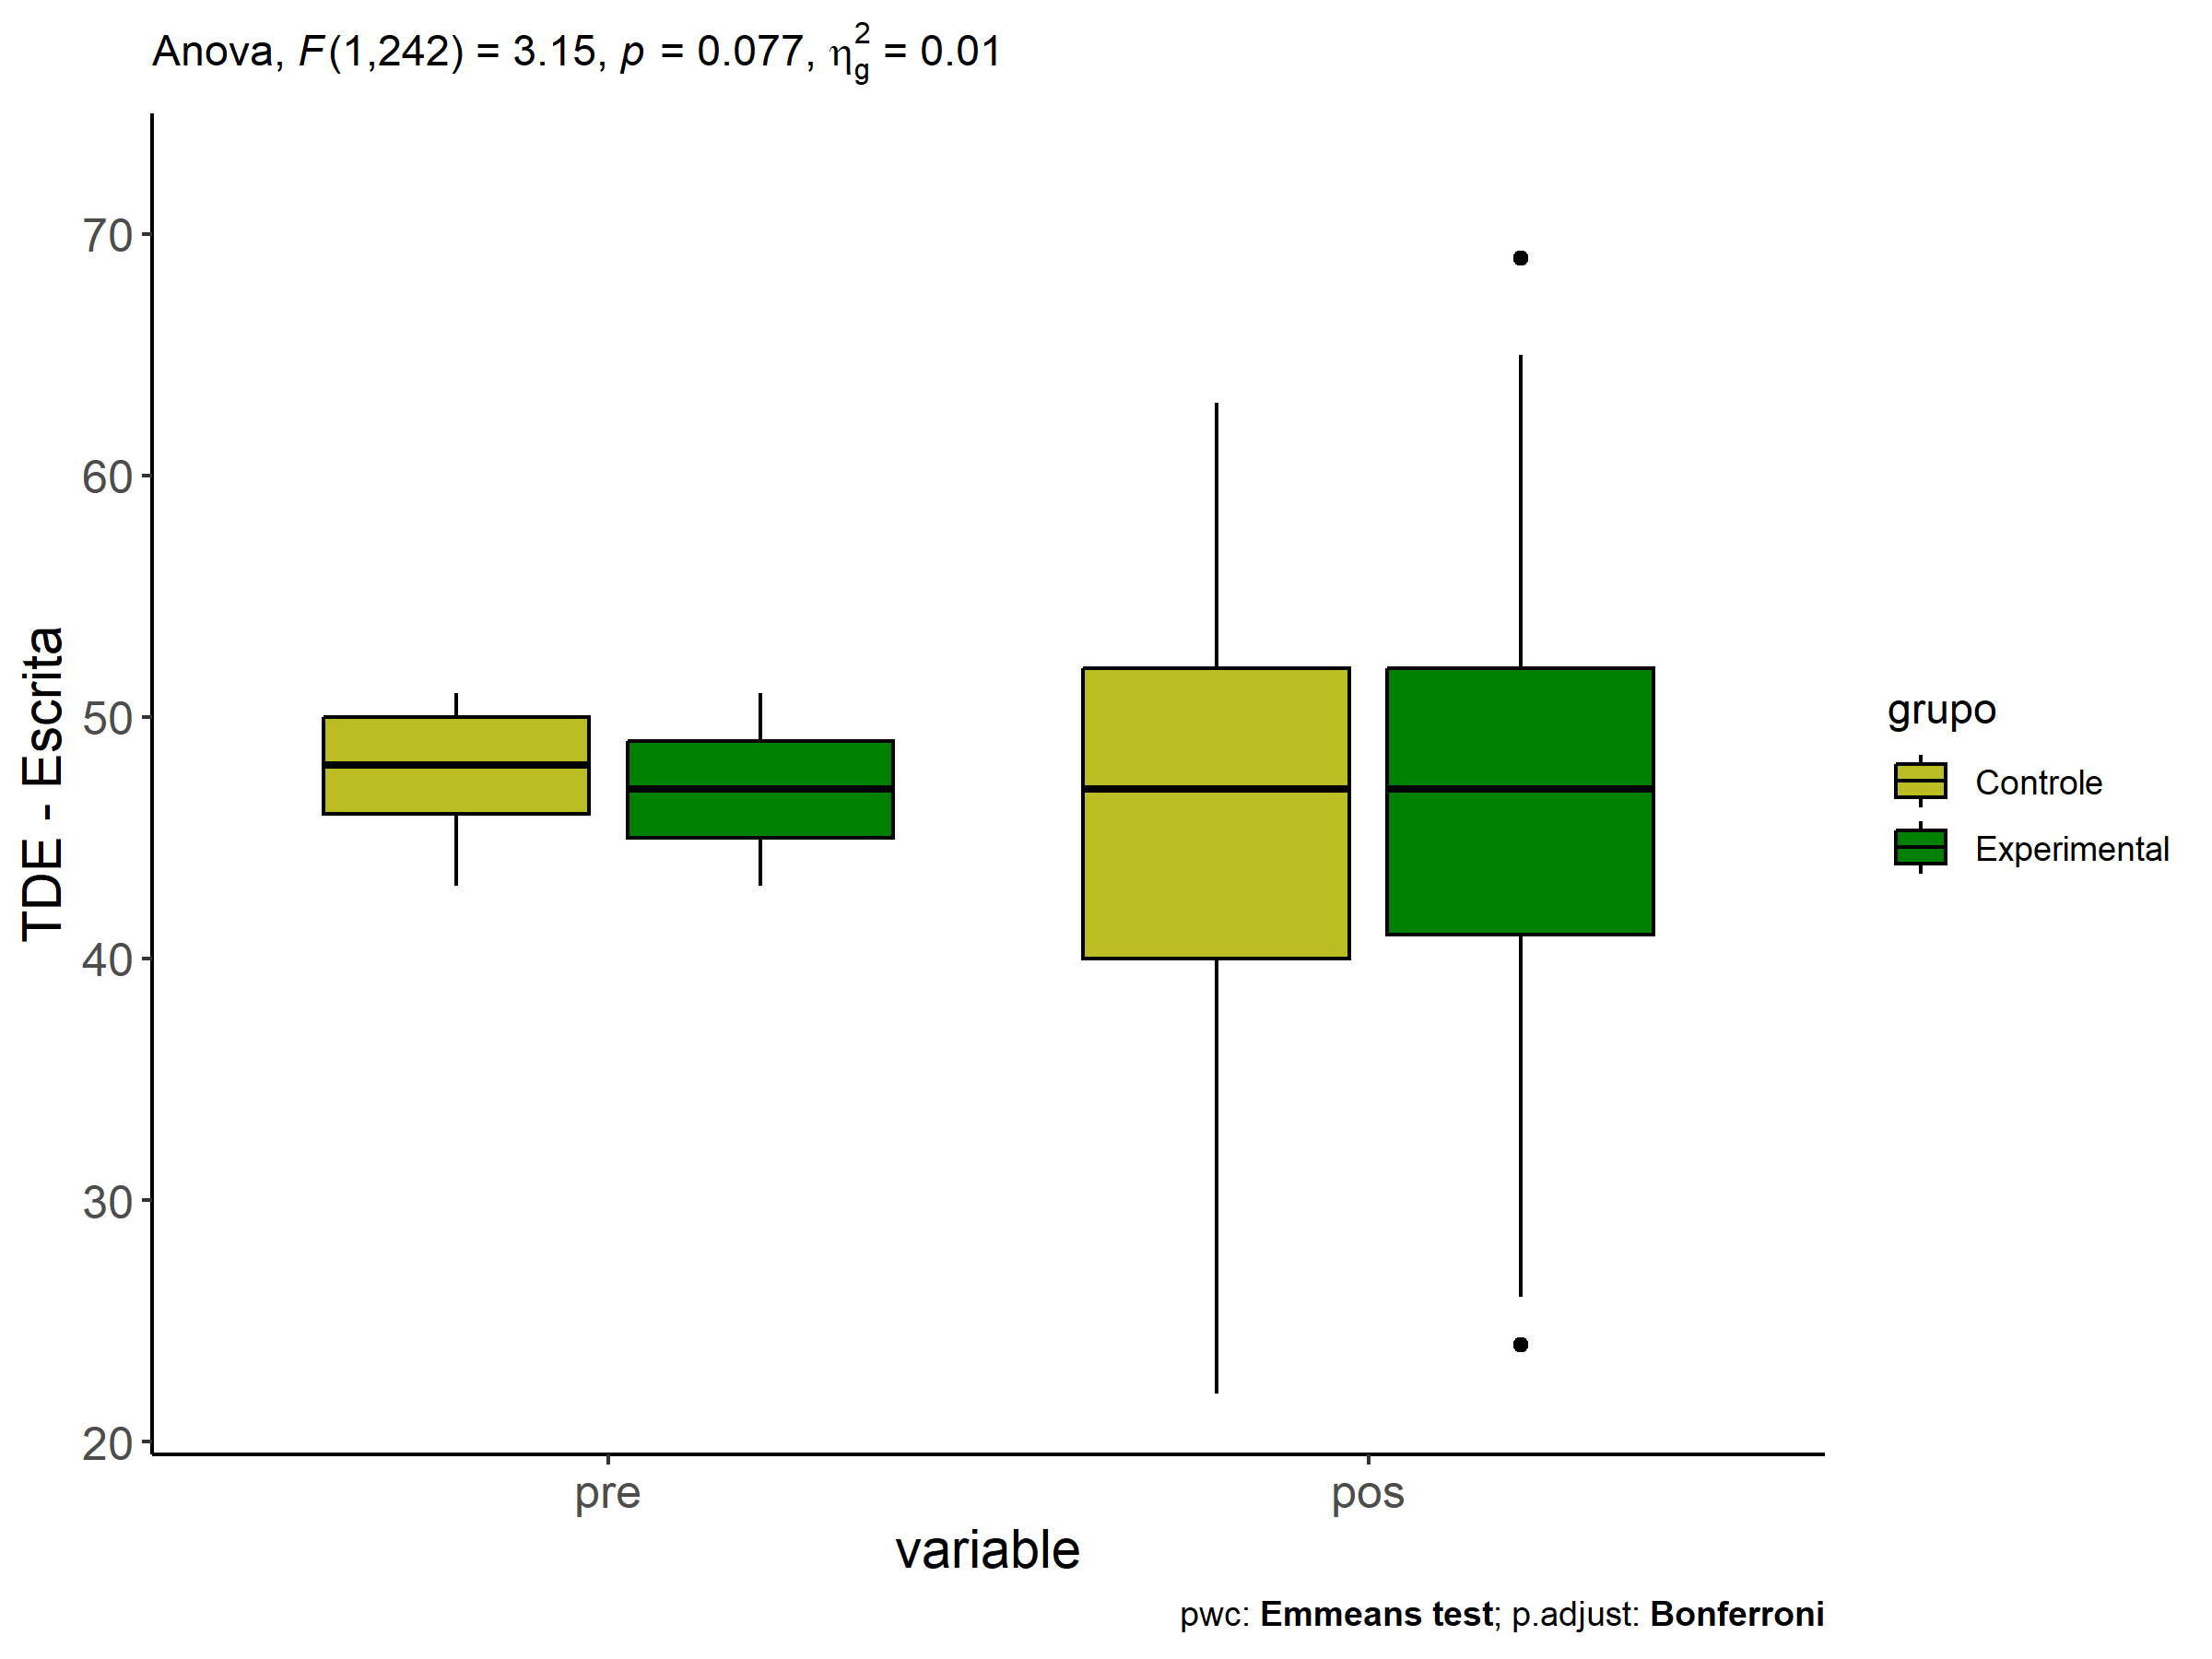 Anova, F(1,242) = 3.15, p = 0.077, η²g = 0.01
TDE - Escrita
70
60
50
40
30
20
pre
pos
variable
grupo
Controle
Experimental
pwc: Emmeans test; p.adjust: Bonferroni